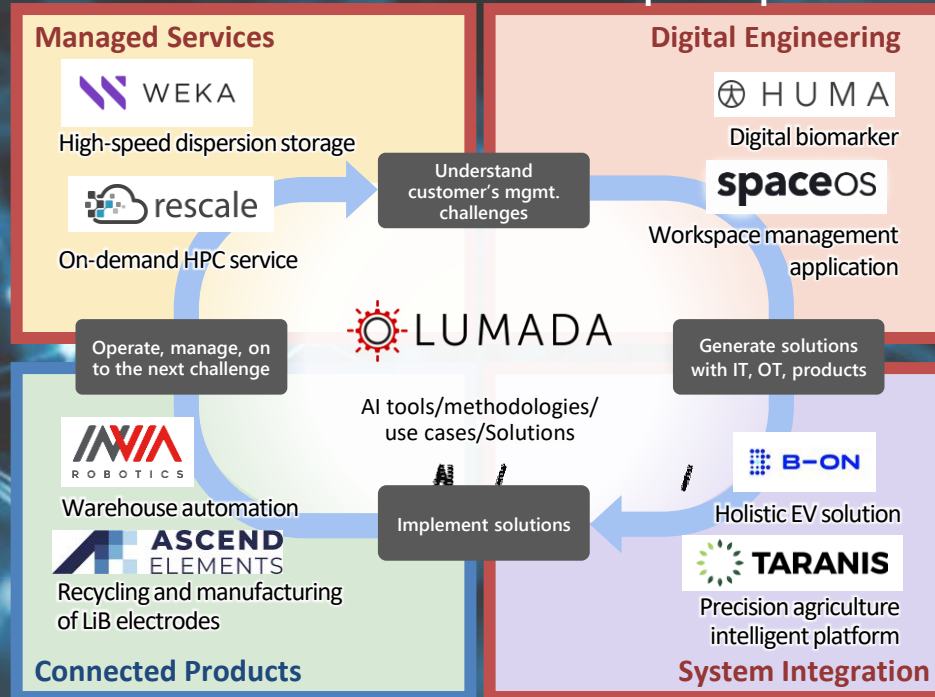 Managed Services
WEKA
High-speed dispersion storage
rescale
On-demand HPC service
Digital Engineering
HUMA
Digital biomarker
spaceos
Workspace management
application
Understand
customer's mgmt.
challenges
Operate, manage, on
to the next challenge
LUMADA
AI tools/methodologies/
use cases/Solutions
Generate solutions
with IT, OT, products
Implement solutions
INVIA
ROBOTICS
Warehouse automation
ASCEND
ELEMENTS
Recycling and manufacturing
of LiB electrodes
Connected Products
B-ON
Holistic EV solution
TARANIS
Precision agriculture
intelligent platform
System Integration